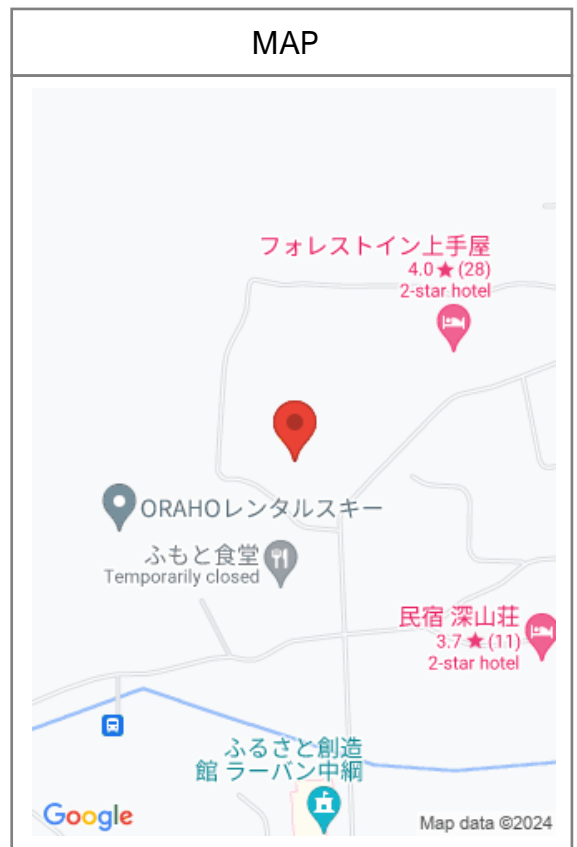 MAP
フォレストイン上手屋
4.0★(28)
2-star hotel
ORAHOレンタルスキー
ふもと食堂
Temporarily closed
民宿 深山荘
3.7★(11)
2-star hotel
ふるさと創造
館 ラーバン中綱
Google
Map data ©2024